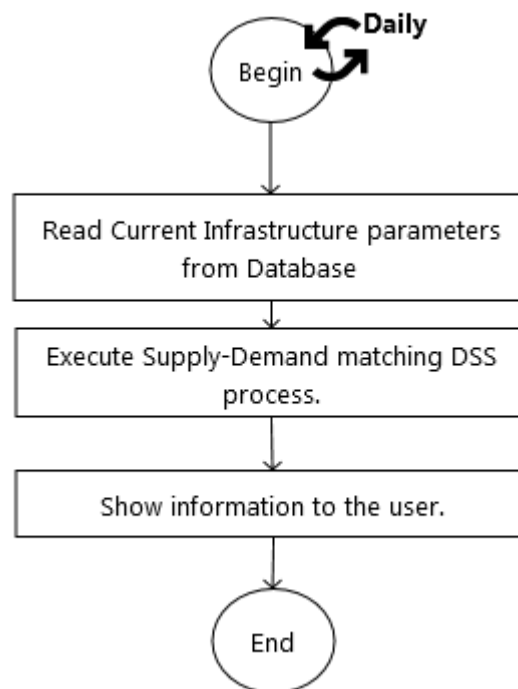 Daily
Begin
Read Current Infrastructure parameters
from Database
Execute Supply-Demand matching DSS
process.
Show information to the user.
End